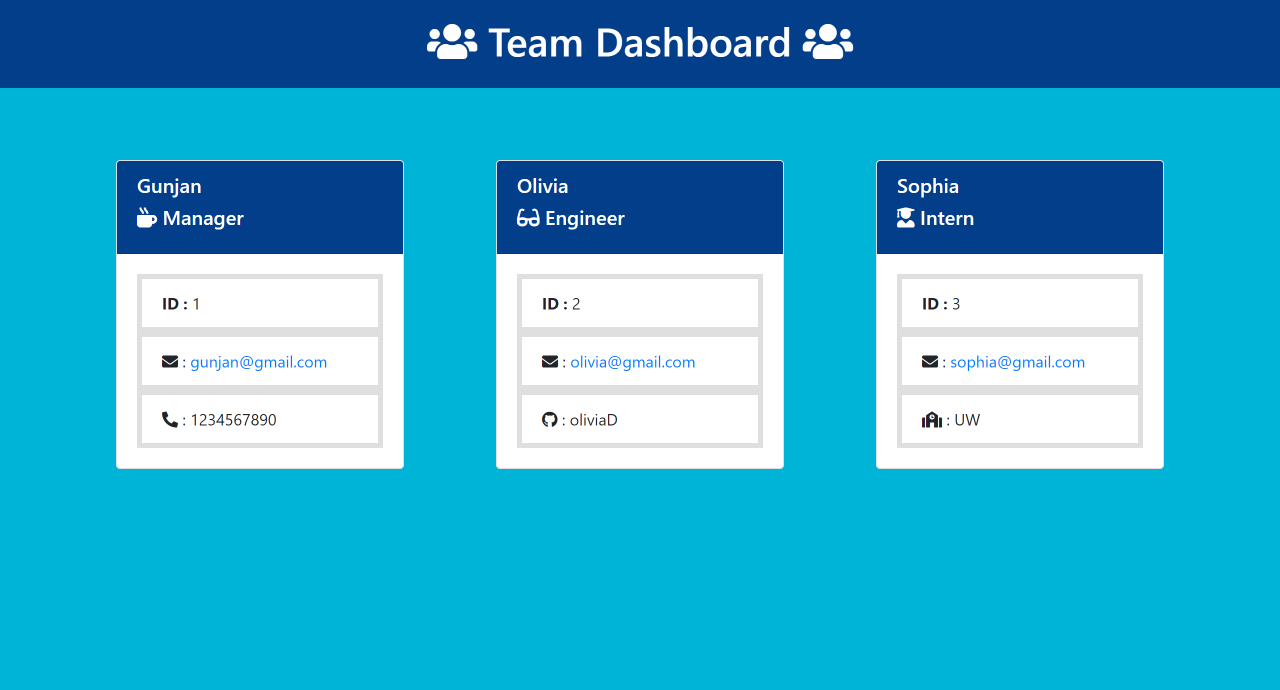 Team Dashboard
Gunjan
Manager
ID : 1
: gunjan@gmail.com
: 1234567890
Olivia
Engineer
ID : 2
: olivia@gmail.com
: oliviaD
Sophia
Intern
ID : 3
: sophia@gmail.com
: UW